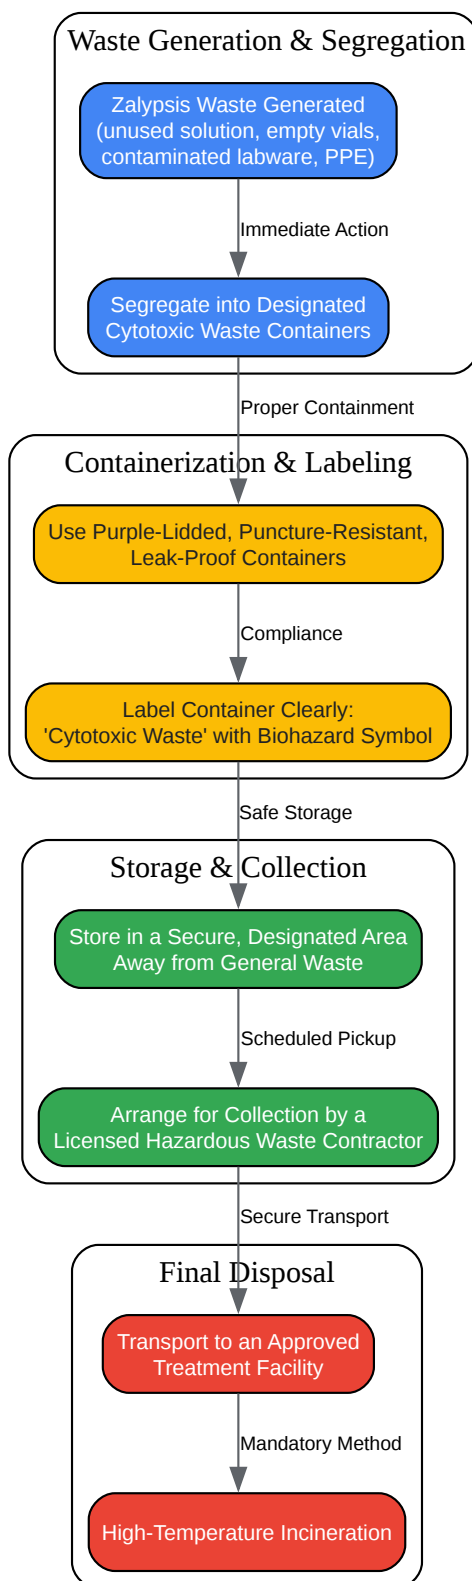 Waste Generation & Segregation
Zalypsis Waste Generated
(unused solution, empty vials,
contaminated labware, PPE)
Immediate Action
Segregate into Designated
Cytotoxic Waste Containers
Proper Containment
Containerization & Labeling
Use Purple-Lidded, Puncture-Resistant,
Leak-Proof Containers
Compliance
Label Container Clearly:
'Cytotoxic Waste' with Biohazard Symbol
Safe Storage
Storage & Collection
Store in a Secure, Designated Area
Away from General Waste
Scheduled Pickup
Arrange for Collection by a
Licensed Hazardous Waste Contractor
Secure Transport
Final Disposal
Transport to an Approved
Treatment Facility
Mandatory Method
High-Temperature Incineration